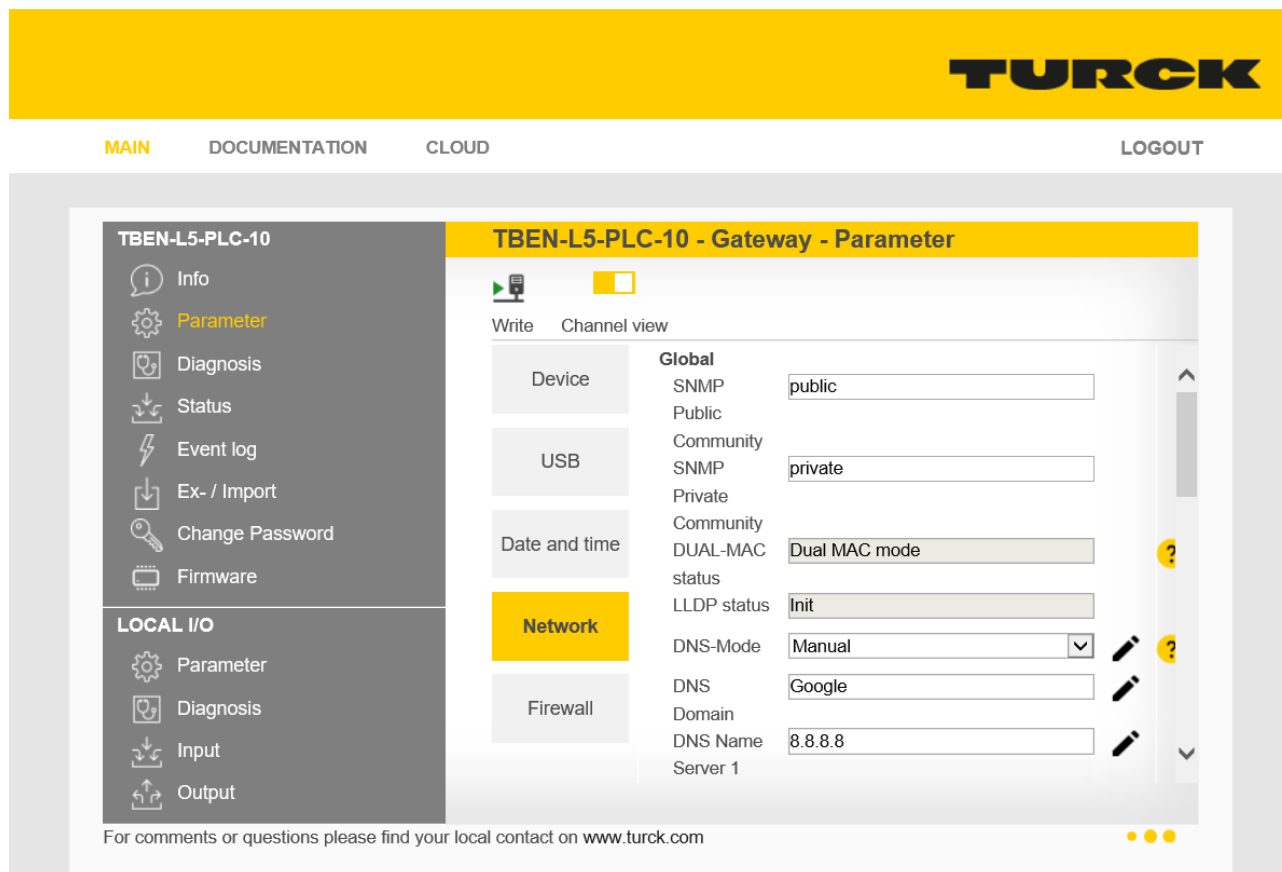 TURCK
MAIN DOCUMENTATION CLOUD LOGOUT
TBEN-L5-PLC-10
Info
Parameter
Diagnosis
Status
Event log
Ex- / Import
Change Password
Firmware
LOCAL I/O
Parameter
Diagnosis
Input
Output
TBEN-L5-PLC-10 - Gateway - Parameter
Write Channel view
Device
USB
Date and time
Network
Firewall
Global
SNMP public
Public
Community
SNMP private
Private
Community
DUAL-MAC Dual MAC mode ?
status
LLDP status Init
DNS-Mode Manual ?
DNS Google
Domain
DNS Name 8.8.8.8
Server 1
For comments or questions please find your local contact on www.turck.com